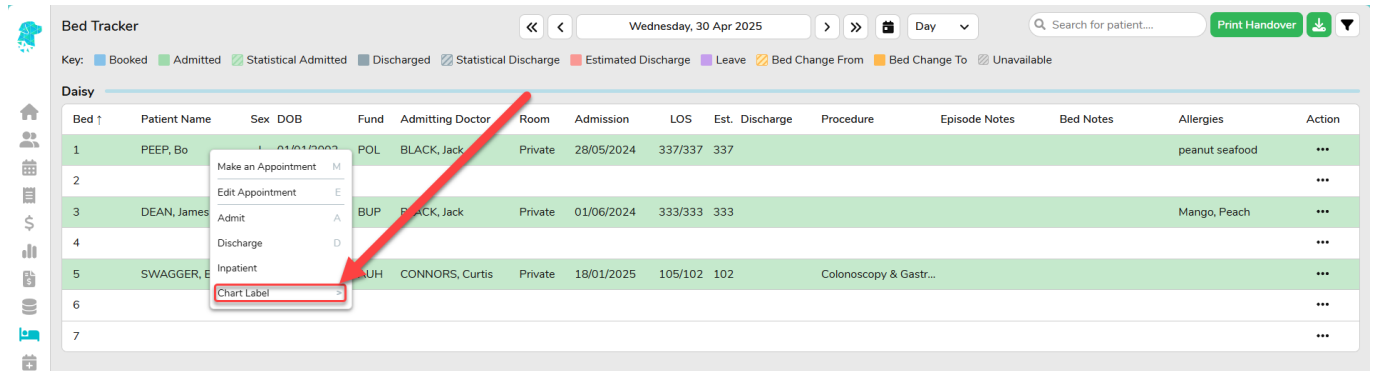 Bed Tracker
Wednesday, 30 Apr 2025
Day
Search for patient....
Print Handover
Key: Booked Admitted Statistical Admitted Discharged Statistical Discharge Estimated Discharge Leave Bed Change From Bed Change To Unavailable
Daisy
Bed ↑ Patient Name Sex DOB Fund Admitting Doctor Room Admission LOS Est. Discharge Procedure Episode Notes Bed Notes Allergies Action
1 PEEP, Bo 01/01/2002 POL BLACK, Jack Private 28/05/2024 337/337 337 peanut seafood
Make an Appointment M
2
Edit Appointment E
3 DEAN, James BUP BLACK, Jack Private 01/06/2024 333/333 333 Mango, Peach
Admit A
4
Discharge D
5 SWAGGER, CONNORS, Curtis Private 18/01/2025 105/102 102 Colonoscopy & Gastr...
Inpatient
Chart Label >
6
7